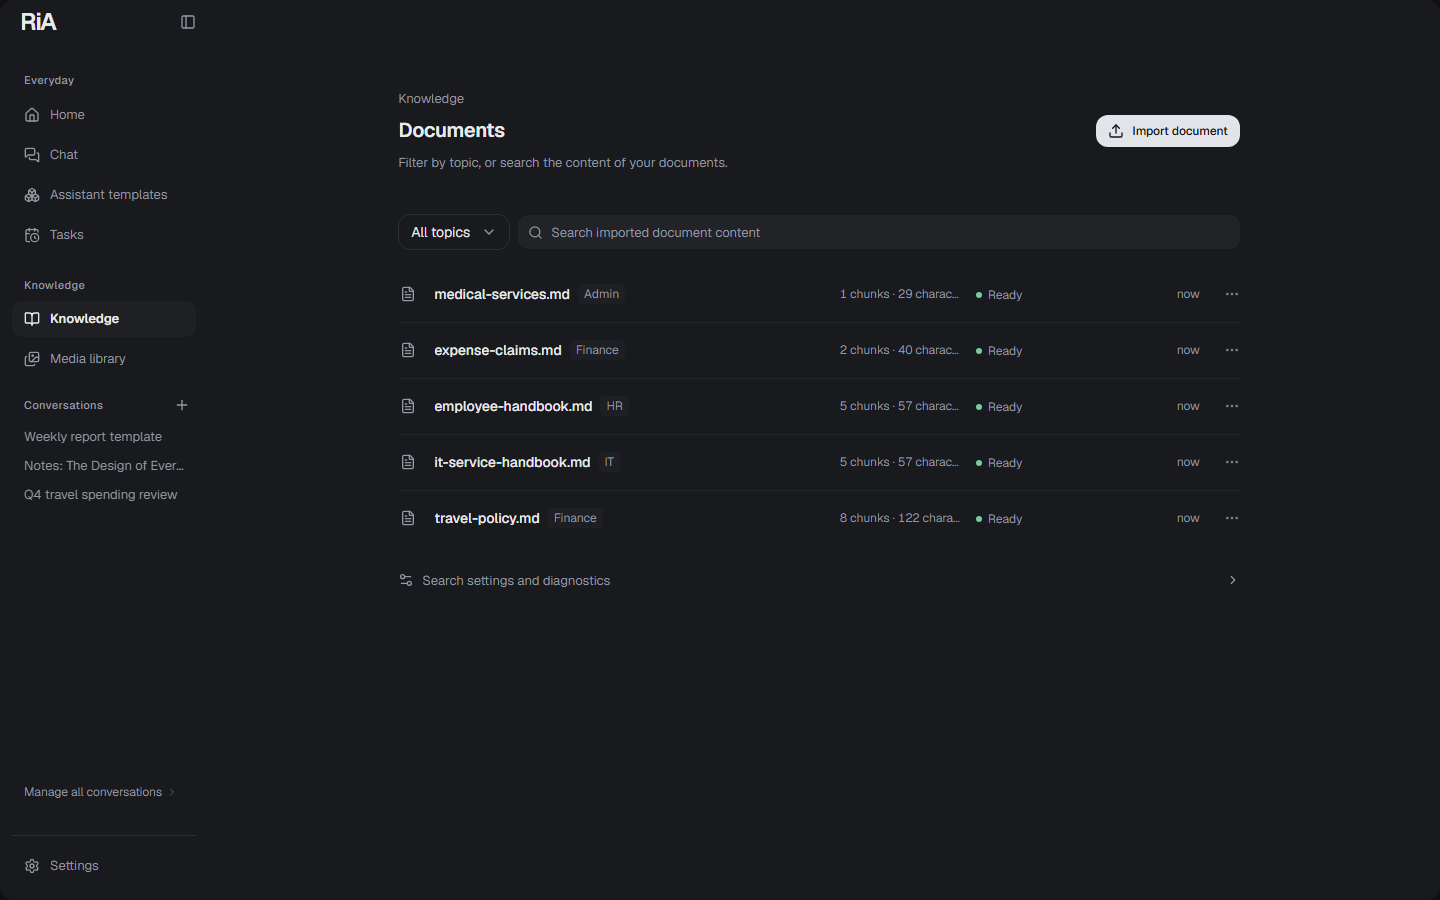 RiA
Everyday
Home
Chat
Assistant templates
Tasks
Knowledge
Knowledge
Media library
Conversations
Weekly report template
Notes: The Design of Ever…
Q4 travel spending review
Manage all conversations
Settings
Knowledge
Documents
Import document
Filter by topic, or search the content of your documents.
All topics
Search imported document content
medical-services.md Admin 1 chunks · 29 charac… Ready now
expense-claims.md Finance 2 chunks · 40 charac… Ready now
employee-handbook.md HR 5 chunks · 57 charac… Ready now
it-service-handbook.md IT 5 chunks · 57 charac… Ready now
travel-policy.md Finance 8 chunks · 122 chara… Ready now
Search settings and diagnostics